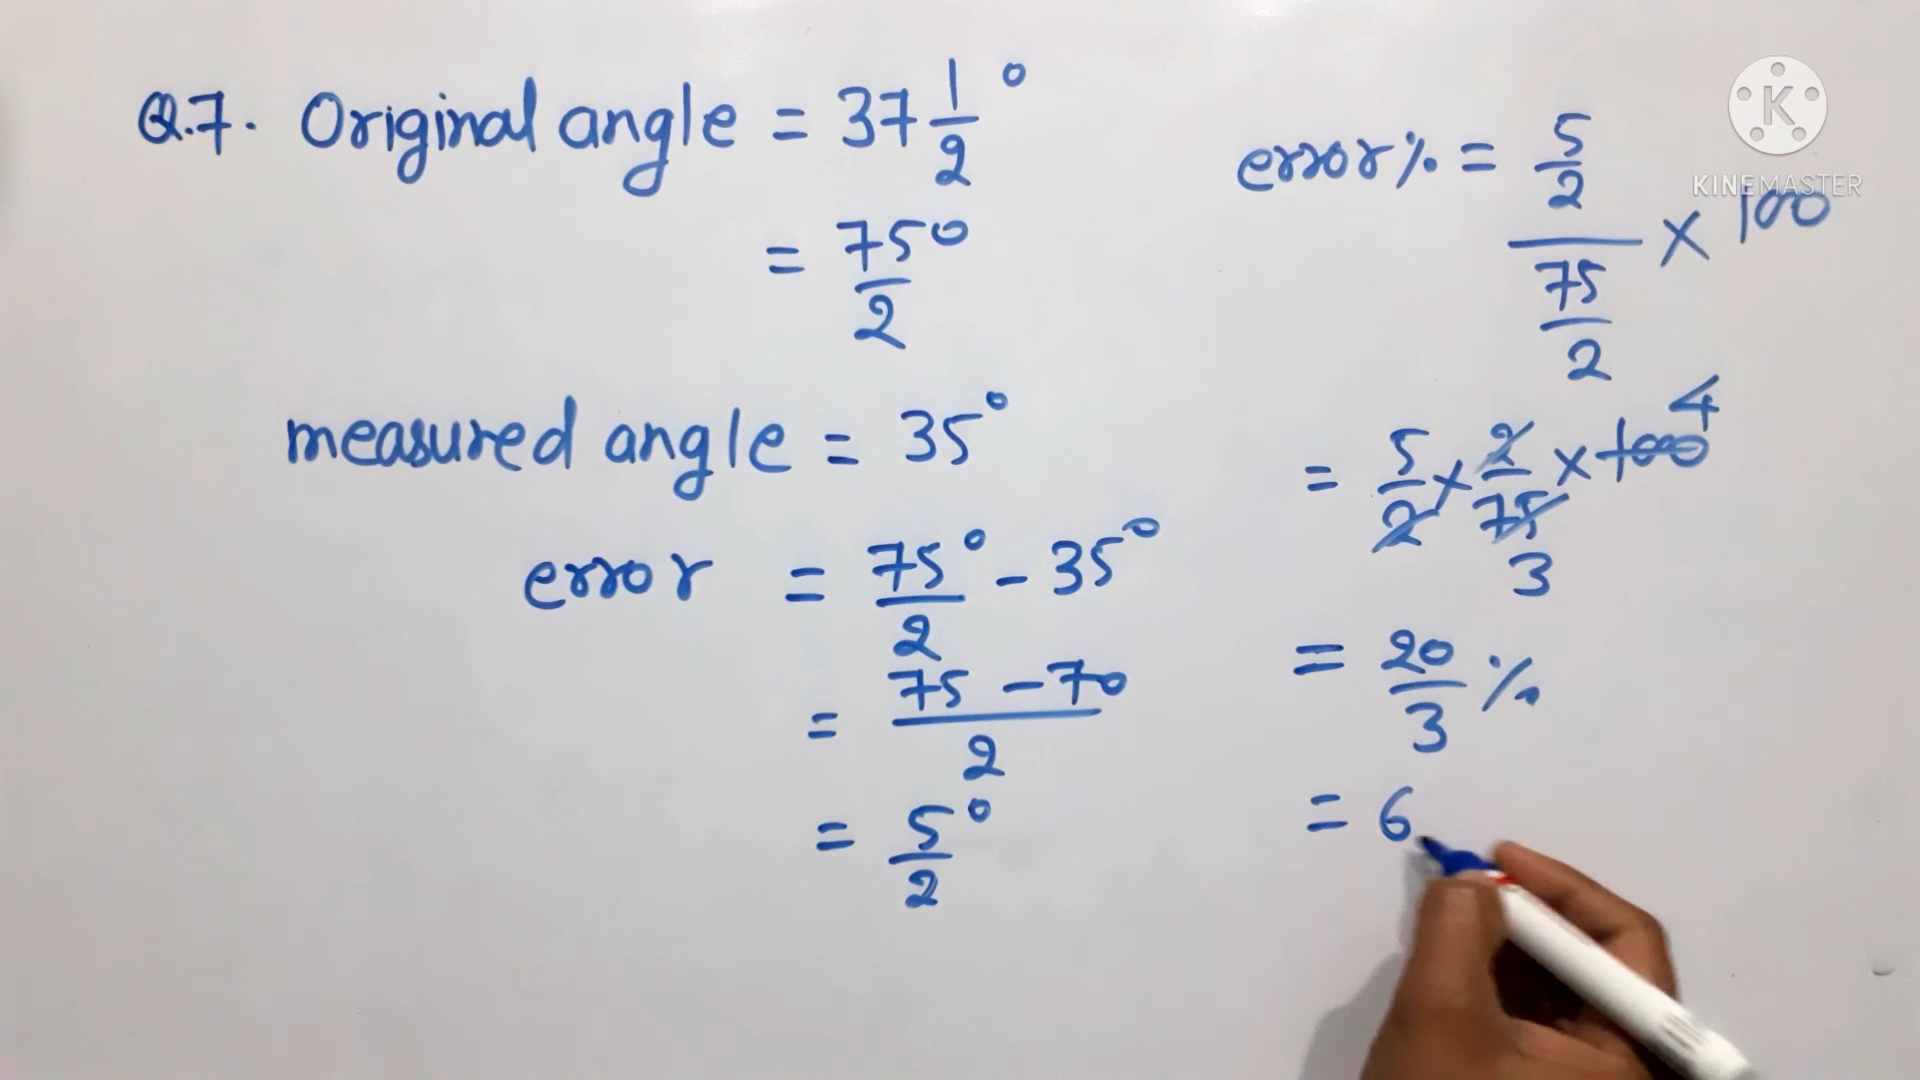 Q.7. Original angle = 37 1/2°
= 75°/2
measured angle = 35°
error = 75°/2 - 35°
= 75 - 70/2
= 5°/2
error% = 5/2 / 75/2 × 100
= 5/2 × 2/75 × 100 4
3
= 20/3 %
= 6
K
KINEMASTER